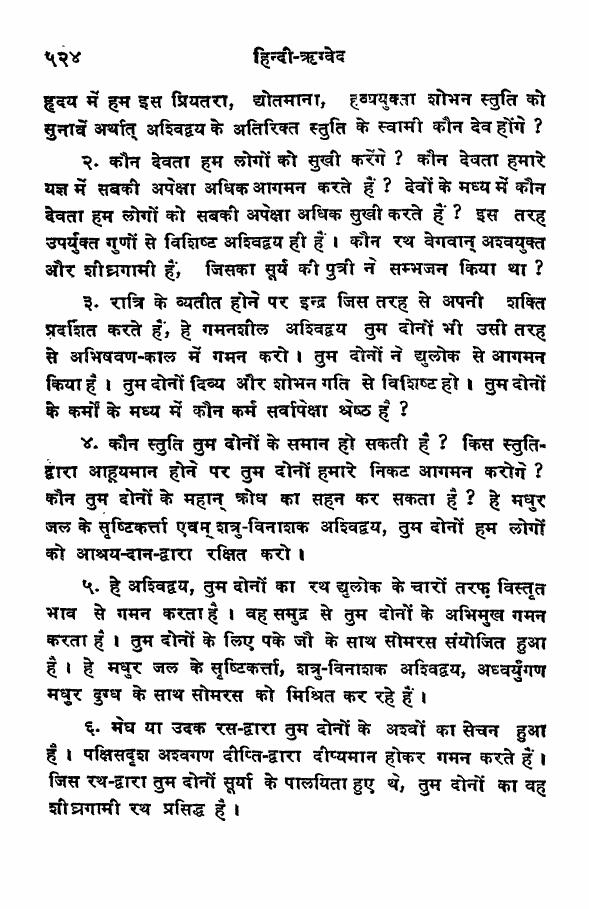 ५२४ हिन्दी-ऋग्वेद
हृदय में हम इस प्रियतरा, द्योतमाना, हव्ययुक्ता शोभन स्तुति को
सुनावें अर्थात् अश्विद्वय के अतिरिक्त स्तुति के स्वामी कौन देव होंगे ?
२. कौन देवता हम लोगों को सुखी करेंगे ? कौन देवता हमारे
यज्ञ में सबकी अपेक्षा अधिक आगमन करते हैं ? देवों के मध्य में कौन
देवता हम लोगों को सबकी अपेक्षा अधिक सुखी करते हैं ? इस तरह
उपर्युक्त गुणों से विशिष्ट अश्विद्वय ही हैं । कौन रथ वेगवान् अश्वयुक्त
और शीघ्रगामी हैं, जिसका सूर्य की पुत्री ने सम्भजन किया था ?
३. रात्रि के व्यतीत होने पर इन्द्र जिस तरह से अपनी शक्ति
प्रदर्शित करते हैं, हे गमनशील अश्विद्वय तुम दोनों भी उसी तरह
से अभिषवण-काल में गमन करो । तुम दोनों ने द्युलोक से आगमन
किया है । तुम दोनों दिव्य और शोभन गति से विशिष्ट हो । तुम दोनों
के कर्मों के मध्य में कौन कर्म सर्वापेक्षा श्रेष्ठ है ?
४. कौन स्तुति तुम दोनों के समान हो सकती है ? किस स्तुति-
द्वारा आहूयमान होने पर तुम दोनों हमारे निकट आगमन करोगे ?
कौन तुम दोनों के महान् क्रोध का सहन कर सकता है ? हे मधुर
जल के सृष्टिकर्त्ता एवम् शत्रु-विनाशक अश्विद्वय, तुम दोनों हम लोगों
को आश्रय-दान-द्वारा रक्षित करो ।
५. हे अश्विद्वय, तुम दोनों का रथ द्युलोक के चारों तरफ़ विस्तृत
भाव से गमन करता है । वह समुद्र से तुम दोनों के अभिमुख गमन
करता है । तुम दोनों के लिए पके जौ के साथ सोमरस संयोजित हुआ
है । हे मधुर जल के सृष्टिकर्त्ता, शत्रु-विनाशक अश्विद्वय, अध्वर्युगण
मधुर दुग्ध के साथ सोमरस को मिश्रित कर रहे हैं ।
६. मेघ या उदक रस-द्वारा तुम दोनों के अश्वों का सेचन हुआ
है । पक्षिसदृश अश्वगण दीप्ति-द्वारा दीप्यमान होकर गमन करते हैं ।
जिस रथ-द्वारा तुम दोनों सूर्या के पालयिता हुए थे, तुम दोनों का वह
शीघ्रगामी रथ प्रसिद्ध है ।